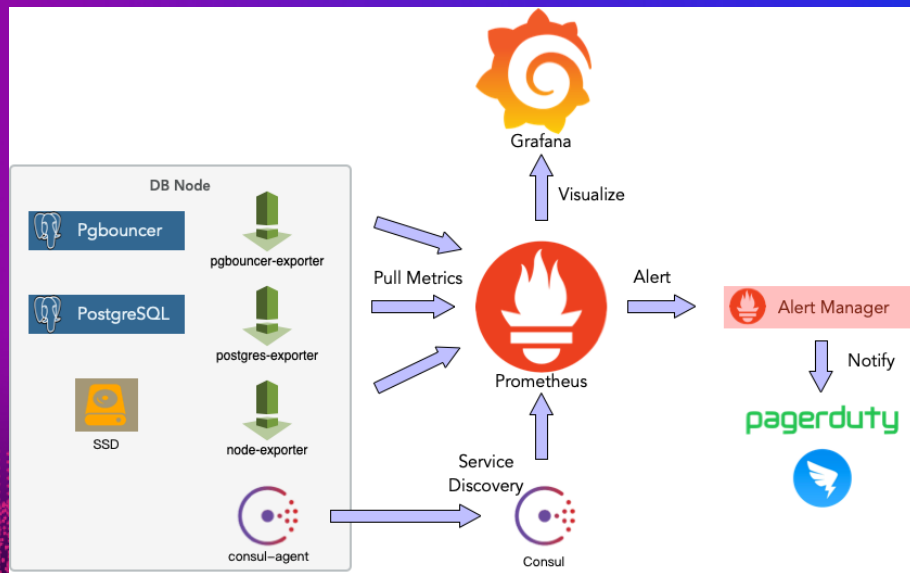 Grafana
Visualize
DB Node
Pgbouncer
pgbouncer-exporter
Pull Metrics
PostgreSQL
postgres-exporter
SSD
node-exporter
consul-agent
Prometheus
Alert
Alert Manager
Notify
pagerduty
Service
Discovery
Consul